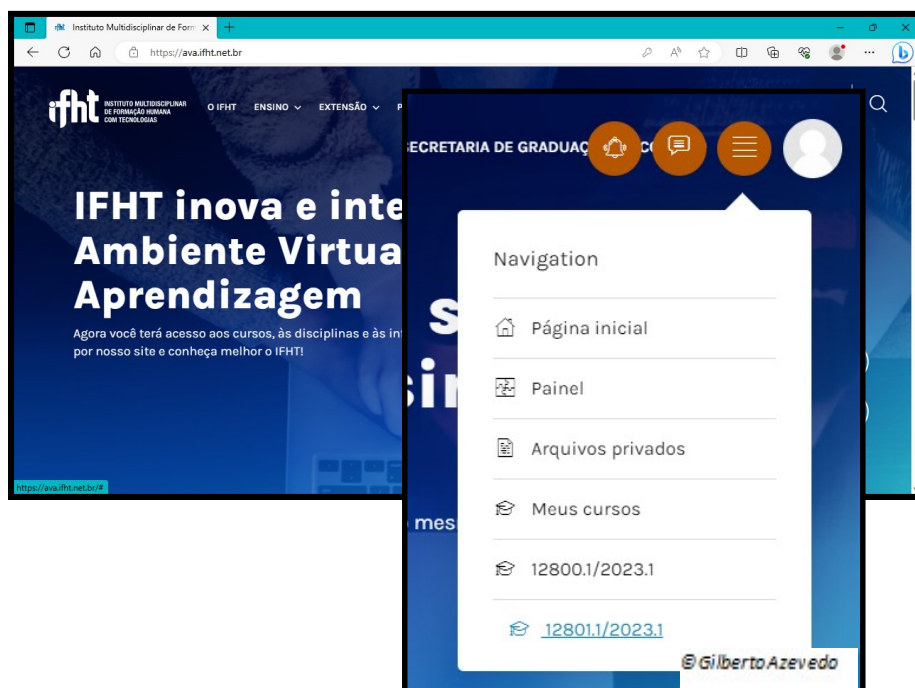 Instituto Multidisciplinar de Form
https://ava.ifht.net.br
ifht
INSTITUTO MULTIDISCIPLINAR
DE FORMAÇÃO HUMANA
COM TECNOLOGIAS
O IFHT ENSINO EXTENSÃO P
IFHT inova e inte
Ambiente Virtua
Aprendizagem
Agora você terá acesso aos cursos, às disciplinas e às in
por nosso site e conheça melhor o IFHT!
https://ava.ifht.net.br/#
ECRETARIA DE GRADUAÇ CO
s
sin
mes
Navigation
Página inicial
Painel
Arquivos privados
Meus cursos
12800.1/2023.1
12801.1/2023.1
©Gilberto Azevedo